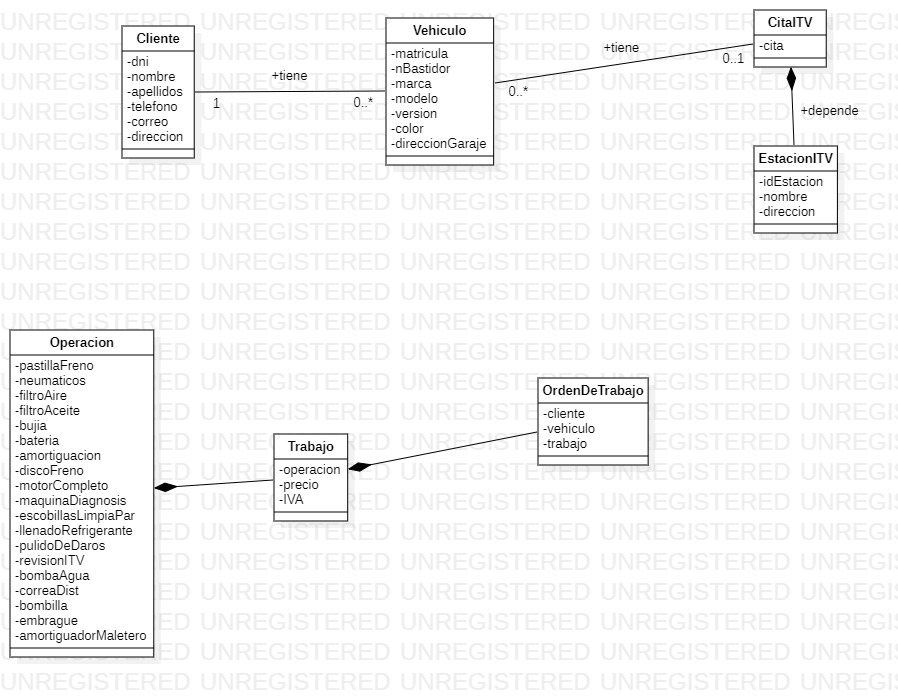 Cliente
-dni
-nombre
-apellidos
-telefono
-correo
-direccion
+tiene
1
0..*
Vehiculo
-matricula
-nBastidor
-marca
-modelo
-version
-color
-direccionGaraje
+tiene
0..*
0..1
CitaITV
-cita
+depende
EstacionITV
-idEstacion
-nombre
-direccion
Operacion
-pastillaFreno
-neumaticos
-filtroAire
-filtroAceite
-bujia
-bateria
-amortiguacion
-discoFreno
-motorCompleto
-maquinaDiagnosis
-escobillasLimpiaPar
-llenadoRefrigerante
-pulidoDeDaros
-revisionITV
-bombaAgua
-correaDist
-bombilla
-embrague
-amortiguadorMaletero
Trabajo
-operacion
-precio
-IVA
OrdenDeTrabajo
-cliente
-vehiculo
-trabajo
UNREGISTERED